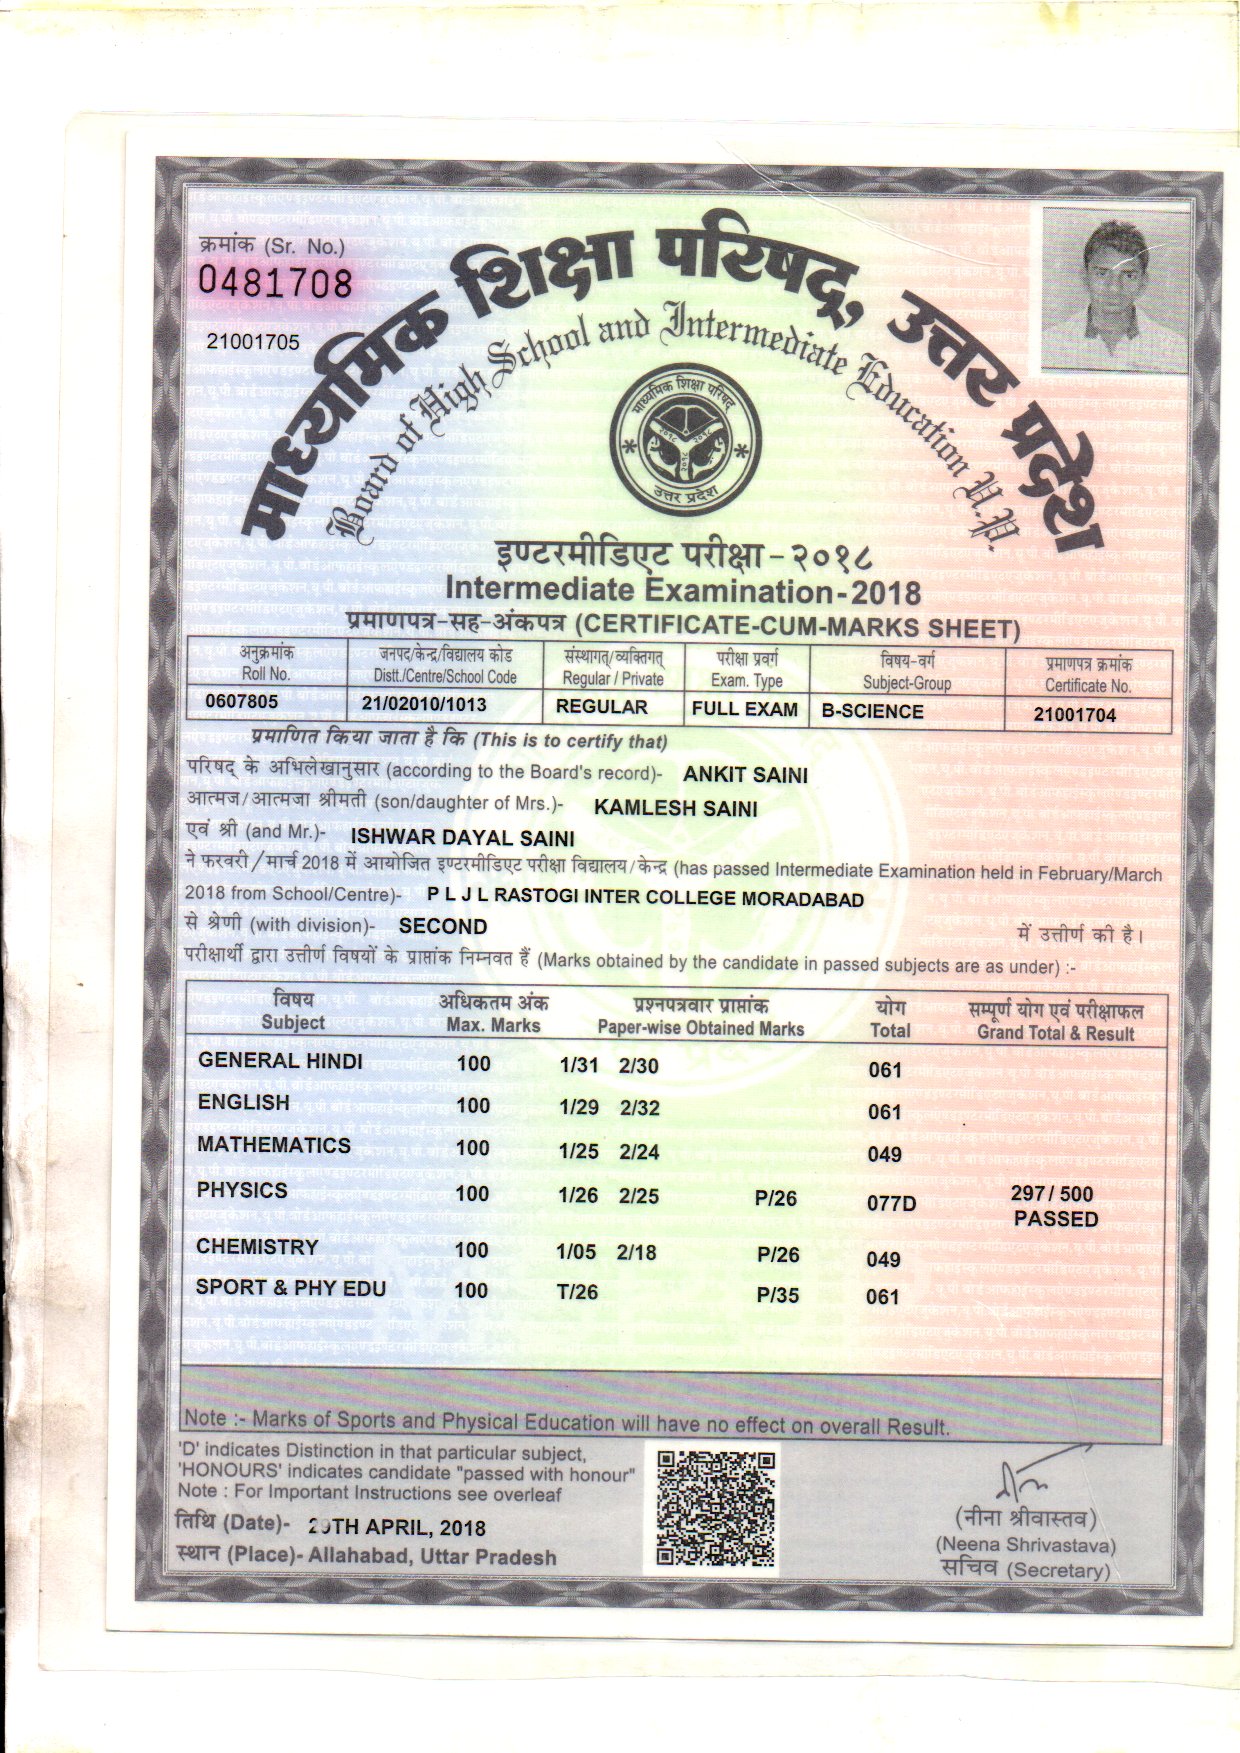 क्रमांक (Sr. No.)
0481708
21001705
माध्यमिक शिक्षा परिषद्, उत्तर प्रदेश
Board of High School and Intermediate Education U.P.
माध्यमिक शिक्षा परिषद्
उत्तर प्रदेश
इण्टरमीडिएट परीक्षा - २०१८
Intermediate Examination - 2018
प्रमाणपत्र-सह-अंकपत्र (CERTIFICATE-CUM-MARKS SHEET)
अनुक्रमांक जनपद/केन्द्र/विद्यालय कोड संस्थागत्/व्यक्तिगत् परीक्षा प्रवर्ग विषय-वर्ग प्रमाणपत्र क्रमांक
Roll No. Distt./Centre/School Code Regular / Private Exam. Type Subject-Group Certificate No.
0607805 21/02010/1013 REGULAR FULL EXAM B-SCIENCE 21001704
प्रमाणित किया जाता है कि (This is to certify that)
परिषद् के अभिलेखानुसार (according to the Board's record)- ANKIT SAINI
आत्मज/आत्मजा श्रीमती (son/daughter of Mrs.)- KAMLESH SAINI
एवं श्री (and Mr.)- ISHWAR DAYAL SAINI
ने फरवरी/मार्च 2018 में आयोजित इण्टरमीडिएट परीक्षा विद्यालय/केन्द्र (has passed Intermediate Examination held in February/March
2018 from School/Centre)- P L J L RASTOGI INTER COLLEGE MORADABAD
से श्रेणी (with division)- SECOND में उत्तीर्ण की है।
परीक्षार्थी द्वारा उत्तीर्ण विषयों के प्राप्तांक निम्नवत हैं (Marks obtained by the candidate in passed subjects are as under) :-
विषय अधिकतम अंक प्रश्नपत्रवार प्राप्तांक योग सम्पूर्ण योग एवं परीक्षाफल
Subject Max. Marks Paper-wise Obtained Marks Total Grand Total & Result
GENERAL HINDI 100 1/31 2/30 061
ENGLISH 100 1/29 2/32 061
MATHEMATICS 100 1/25 2/24 049
PHYSICS 100 1/26 2/25 P/26 077D 297/ 500
PASSED
CHEMISTRY 100 1/05 2/18 P/26 049
SPORT & PHY EDU 100 T/26 P/35 061
Note :- Marks of Sports and Physical Education will have no effect on overall Result.
'D' indicates Distinction in that particular subject,
'HONOURS' indicates candidate "passed with honour"
Note : For Important Instructions see overleaf
तिथि (Date)- APRIL, 2018
स्थान (Place)- Allahabad, Uttar Pradesh
(नीना श्रीवास्तव)
(Neena Shrivastava)
सचिव (Secretary)